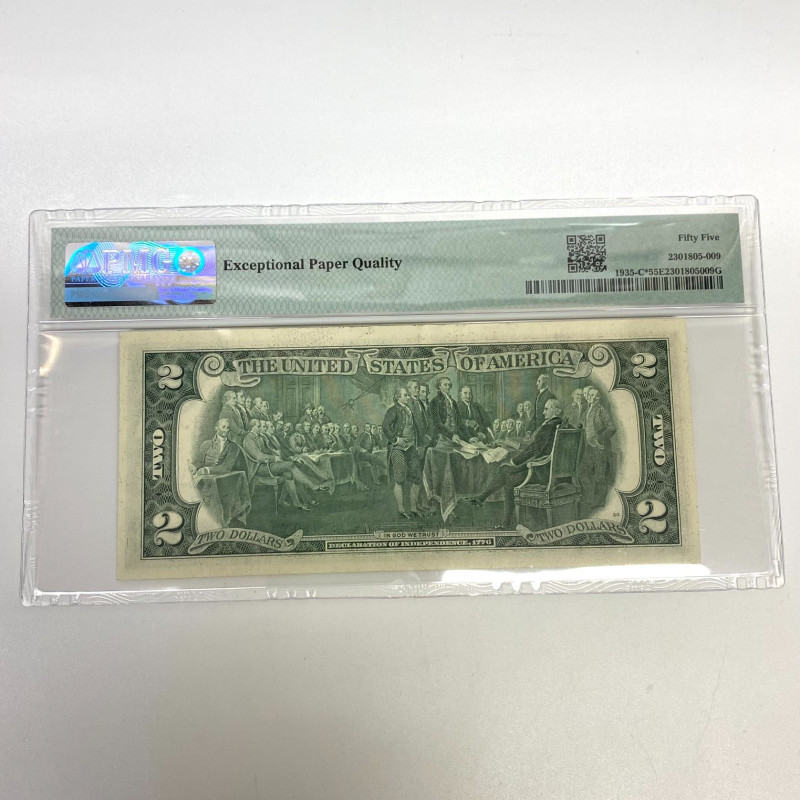 PMG
Exceptional Paper Quality
Fifty Five
2301805-009
1935-C*55E2301805009G
THE UNITED STATES OF AMERICA
2 2
TWO TWO
2 2
TWO DOLLARS TWO DOLLARS
IN GOD WE TRUST
DECLARATION OF INDEPENDENCE, 1776